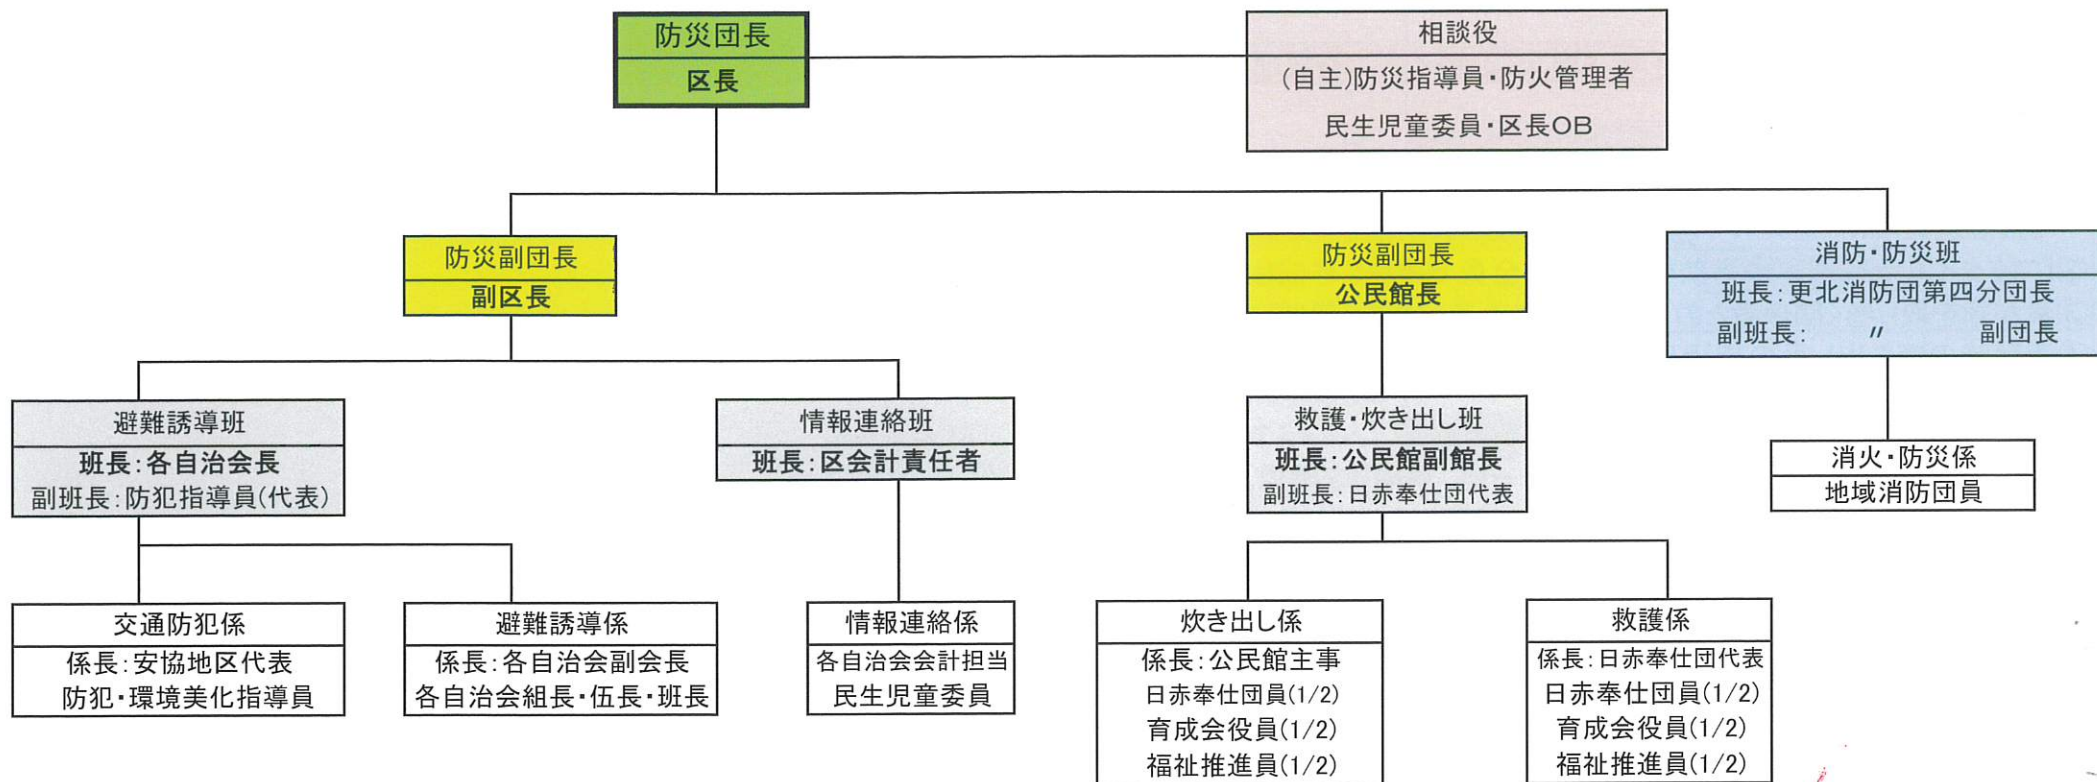 防災団長
区長
相談役
(自主)防災指導員・防火管理者
民生児童委員・区長OB
防災副団長
副区長
防災副団長
公民館長
消防・防災班
班長:更北消防団第四分団長
副班長: 〃 副団長
避難誘導班
班長:各自治会長
副班長:防犯指導員(代表)
情報連絡班
班長:区会計責任者
救護・炊き出し班
班長:公民館副館長
副班長:日赤奉仕団代表
消火・防災係
地域消防団員
交通防犯係
係長:安協地区代表
防犯・環境美化指導員
避難誘導係
係長:各自治会副会長
各自治会組長・伍長・班長
情報連絡係
各自治会会計担当
民生児童委員
炊き出し係
係長:公民館主事
日赤奉仕団員(1/2)
育成会役員(1/2)
福祉推進員(1/2)
救護係
係長:日赤奉仕団代表
日赤奉仕団員(1/2)
育成会役員(1/2)
福祉推進員(1/2)